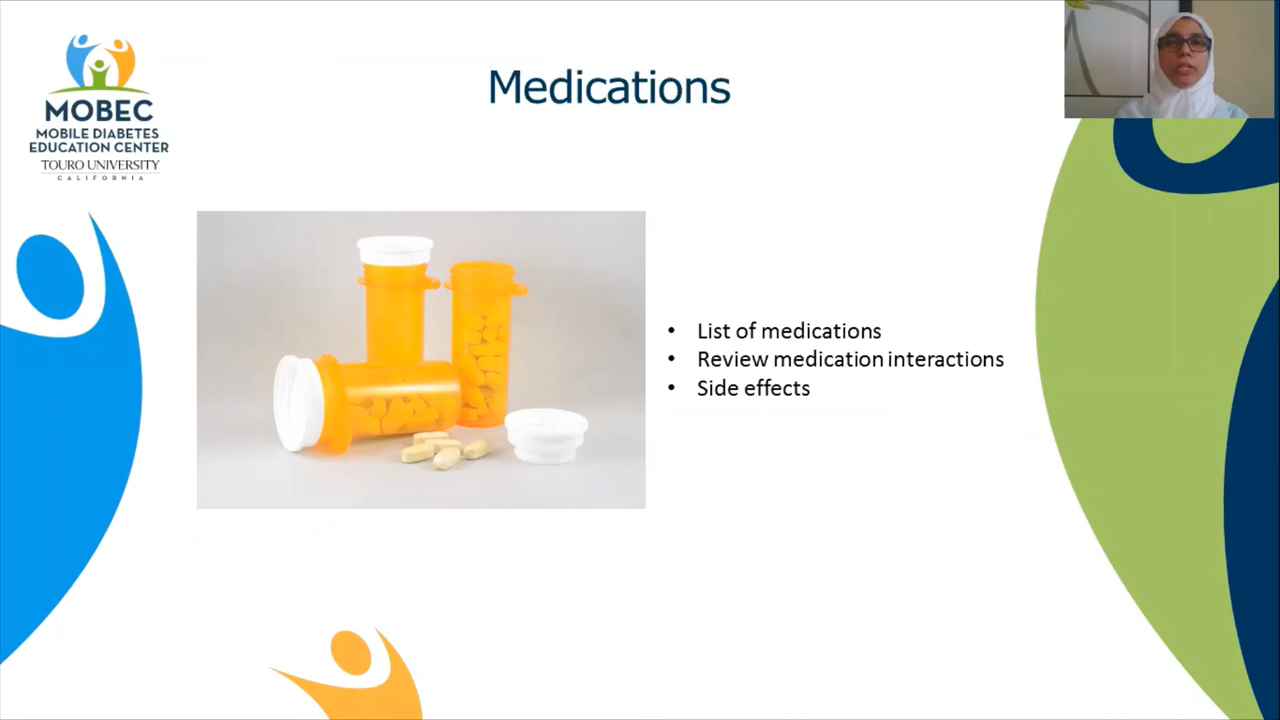 MOBEC
MOBILE DIABETES
EDUCATION CENTER
TOURO UNIVERSITY
CALIFORNIA
Medications
• List of medications
• Review medication interactions
• Side effects